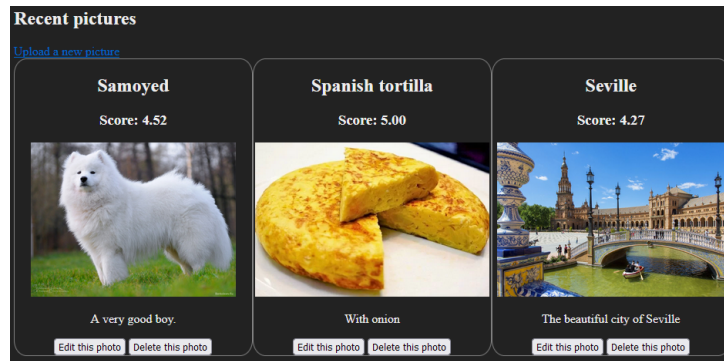 Recent pictures
Upload a new picture
Samoyed
Score: 4.52
A very good boy.
Edit this photo Delete this photo
Spanish tortilla
Score: 5.00
With onion
Edit this photo Delete this photo
Seville
Score: 4.27
The beautiful city of Seville
Edit this photo Delete this photo